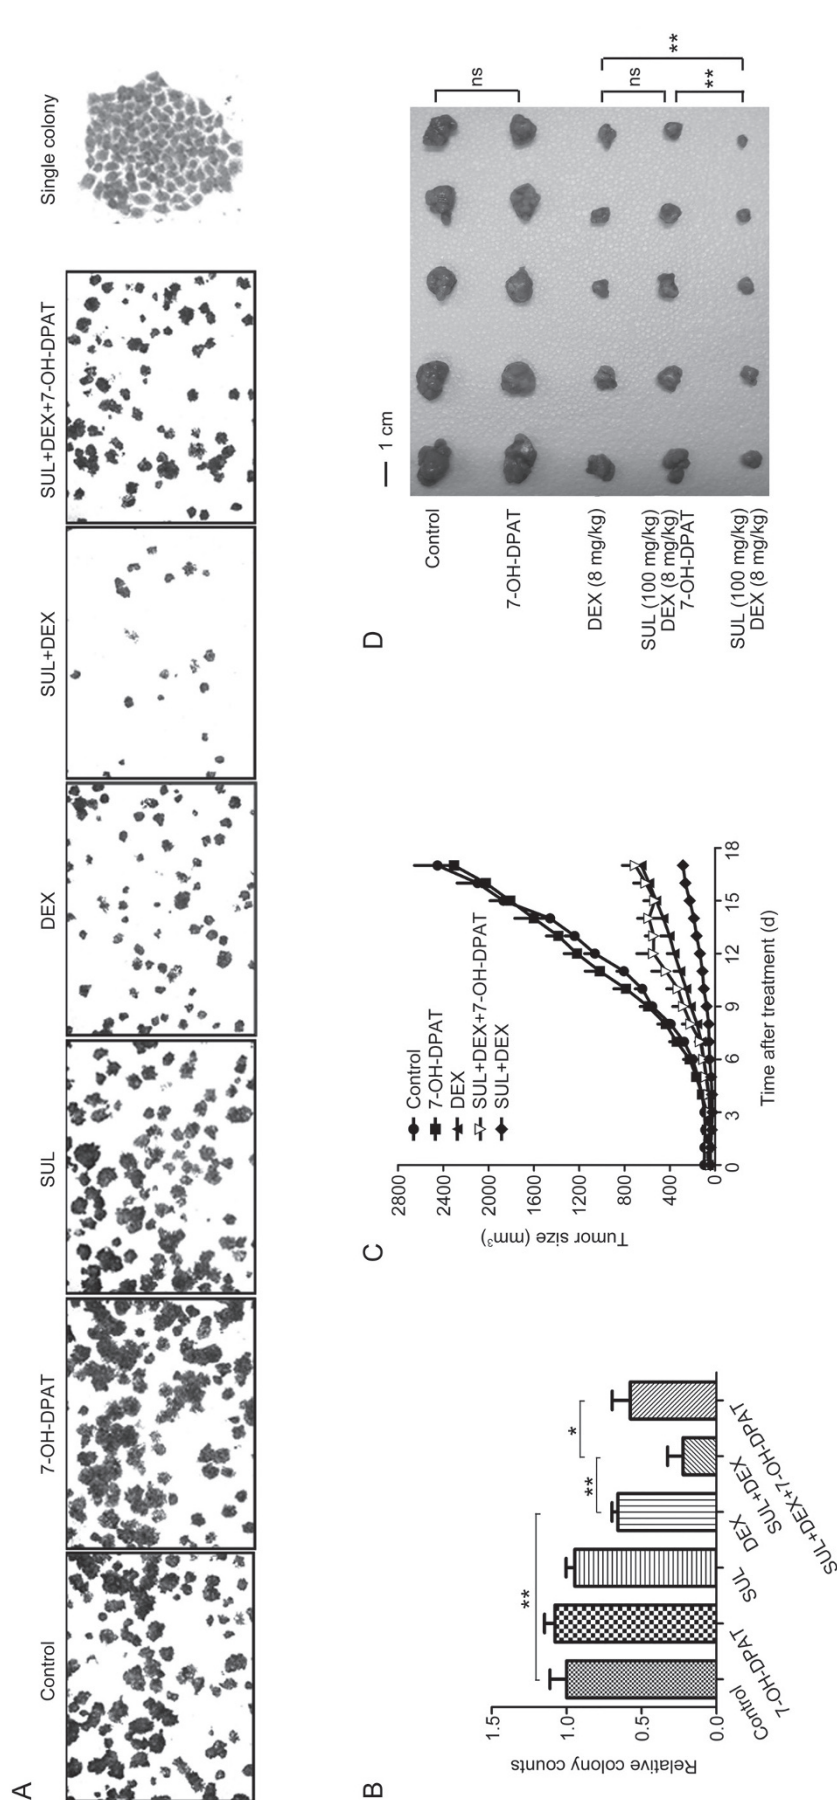 A
Control
7-OH-DPAT
SUL
DEX
SUL+DEX
SUL+DEX+7-OH-DPAT
Single colony
B
Relative colony counts
1.5
1.0
0.5
0.0
**
**
*
Control
7-OH-DPAT
SUL
DEX
SUL+DEX
SUL+DEX+7-OH-DPAT
C
Tumor size (mm³)
2800
2400
2000
1600
1200
800
400
0
Control
7-OH-DPAT
DEX
SUL+DEX+7-OH-DPAT
SUL+DEX
0 3 6 9 12 15 18
Time after treatment (d)
D
1 cm
Control
7-OH-DPAT
DEX (8 mg/kg)
SUL (100 mg/kg)
DEX (8 mg/kg)
7-OH-DPAT
SUL (100 mg/kg)
DEX (8 mg/kg)
ns
ns
**
**